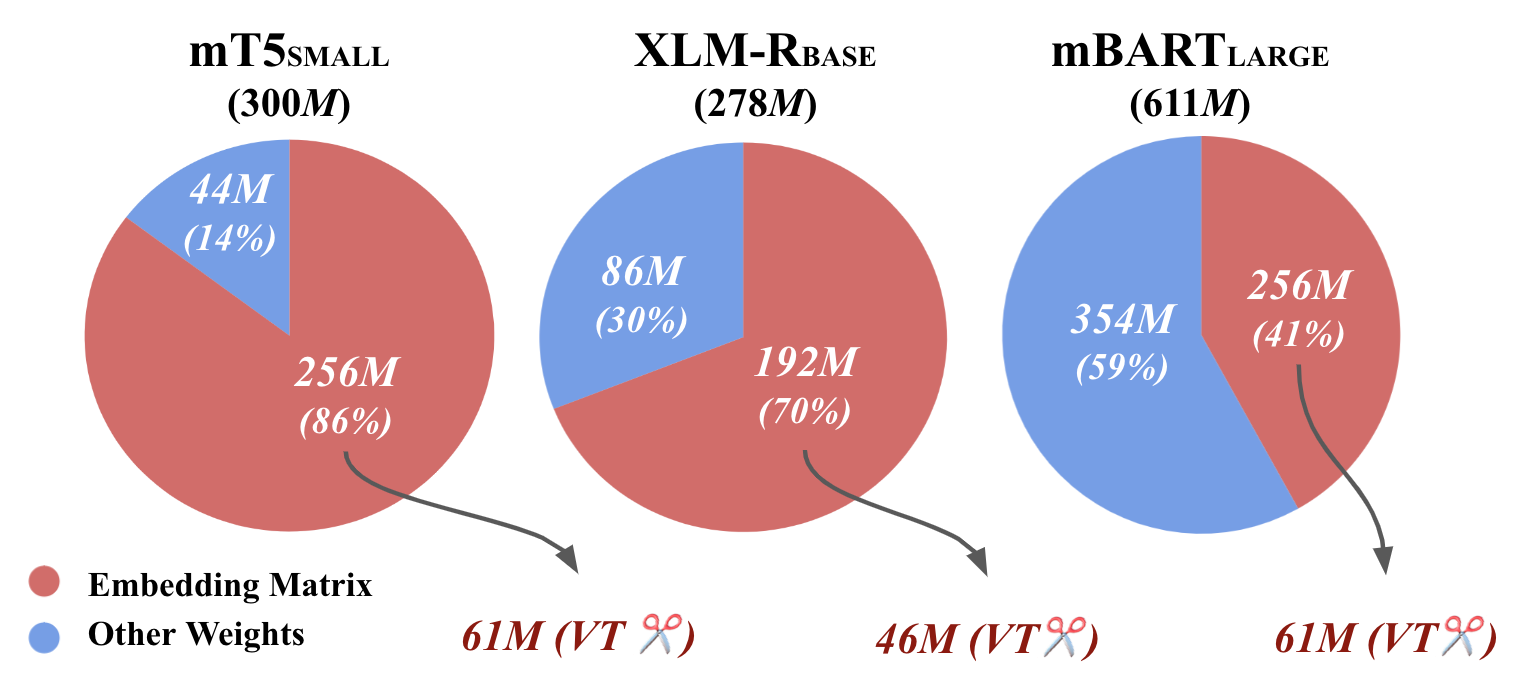 mT5SMALL
(300M)
XLM-RBASE
(278M)
mBARTLARGE
(611M)
44M
(14%)
256M
(86%)
86M
(30%)
192M
(70%)
354M
(59%)
256M
(41%)
Embedding Matrix
Other Weights
61M (VT ✂️)
46M (VT✂️)
61M (VT✂️)